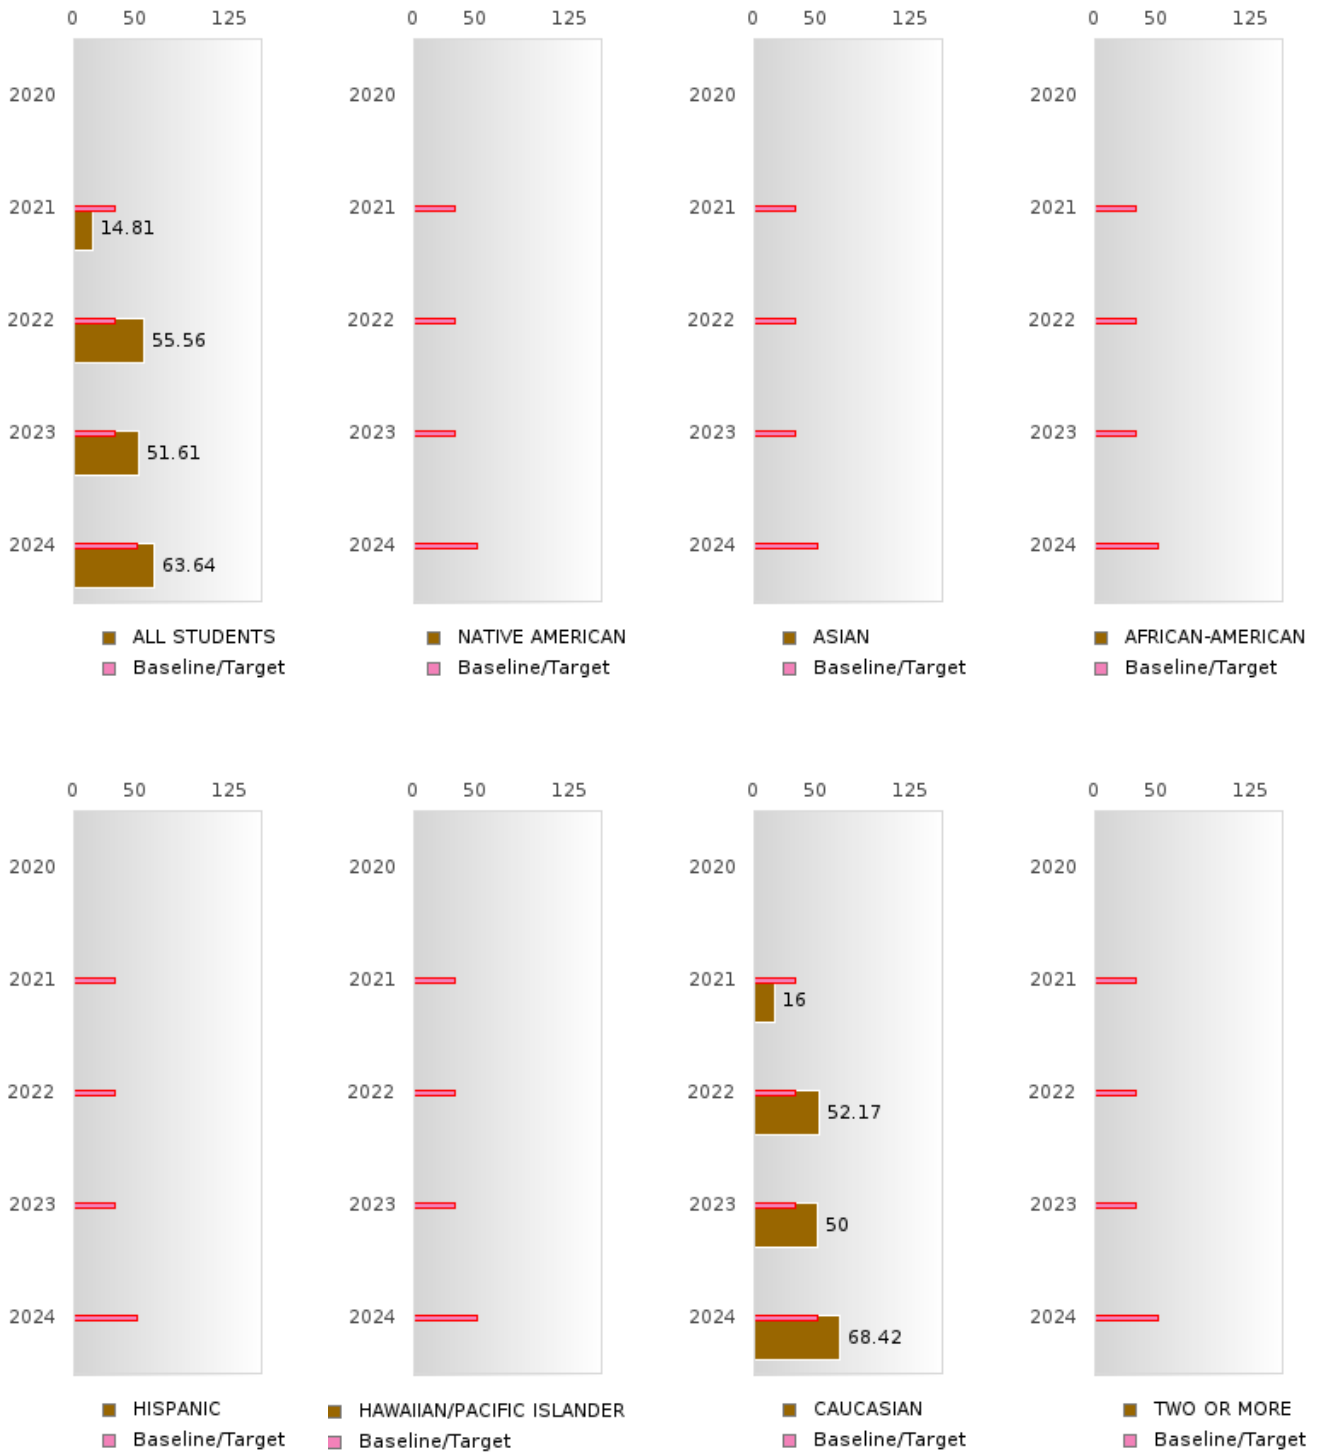 0 50 125 0 50 125 0 50 125 0 50 125
2020 2020 2020 2020
2021 2021 2021 2021
14.81
2022 2022 2022 2022
55.56
2023 2023 2023 2023
51.61
2024 2024 2024 2024
63.64
ALL STUDENTS NATIVE AMERICAN ASIAN AFRICAN-AMERICAN
Baseline/Target Baseline/Target Baseline/Target Baseline/Target
0 50 125 0 50 125 0 50 125 0 50 125
2020 2020 2020 2020
2021 2021 2021 2021
16
2022 2022 2022 2022
52.17
2023 2023 2023 2023
50
2024 2024 2024 2024
68.42
HISPANIC HAWAIIAN/PACIFIC ISLANDER CAUCASIAN TWO OR MORE
Baseline/Target Baseline/Target Baseline/Target Baseline/Target